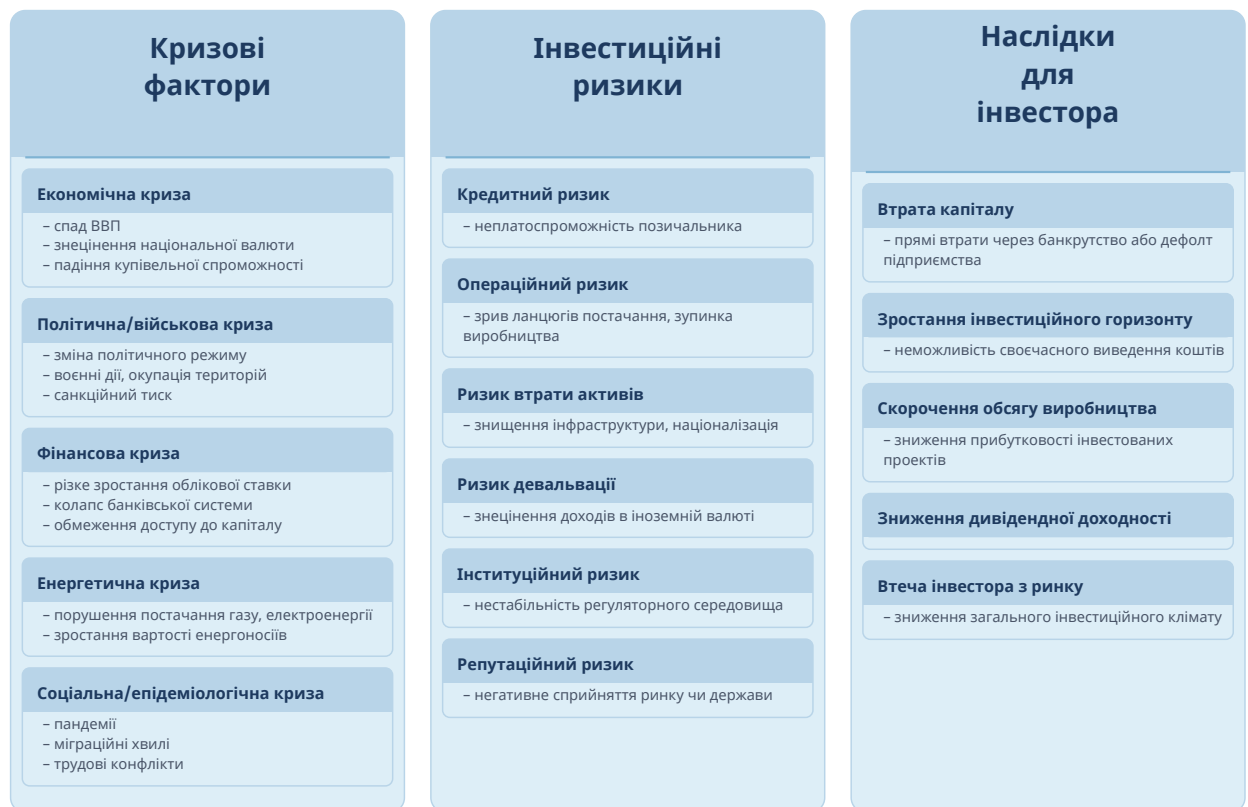 Кризові
фактори
Економічна криза
– спад ВВП
– знецінення національної валюти
– падіння купівельної спроможності
Політична/військова криза
– зміна політичного режиму
– воєнні дії, окупація територій
– санкційний тиск
Фінансова криза
– різке зростання облікової ставки
– колапс банківської системи
– обмеження доступу до капіталу
Енергетична криза
– порушення постачання газу, електроенергії
– зростання вартості енергоносіїв
Соціальна/епідеміологічна криза
– пандемії
– міграційні хвилі
– трудові конфлікти
Інвестиційні
ризики
Кредитний ризик
– неплатоспроможність позичальника
Операційний ризик
– зрив ланцюгів постачання, зупинка
виробництва
Ризик втрати активів
– знищення інфраструктури, націоналізація
Ризик девальвації
– знецінення доходів в іноземній валюті
Інституційний ризик
– нестабільність регуляторного середовища
Репутаційний ризик
– негативне сприйняття ринку чи держави
Наслідки
для
інвестора
Втрата капіталу
– прямі втрати через банкрутство або дефолт
підприємства
Зростання інвестиційного горизонту
– неможливість своєчасного виведення коштів
Скорочення обсягу виробництва
– зниження прибутковості інвестованих
проектів
Зниження дивідендної доходності
Втеча інвестора з ринку
– зниження загального інвестиційного клімату